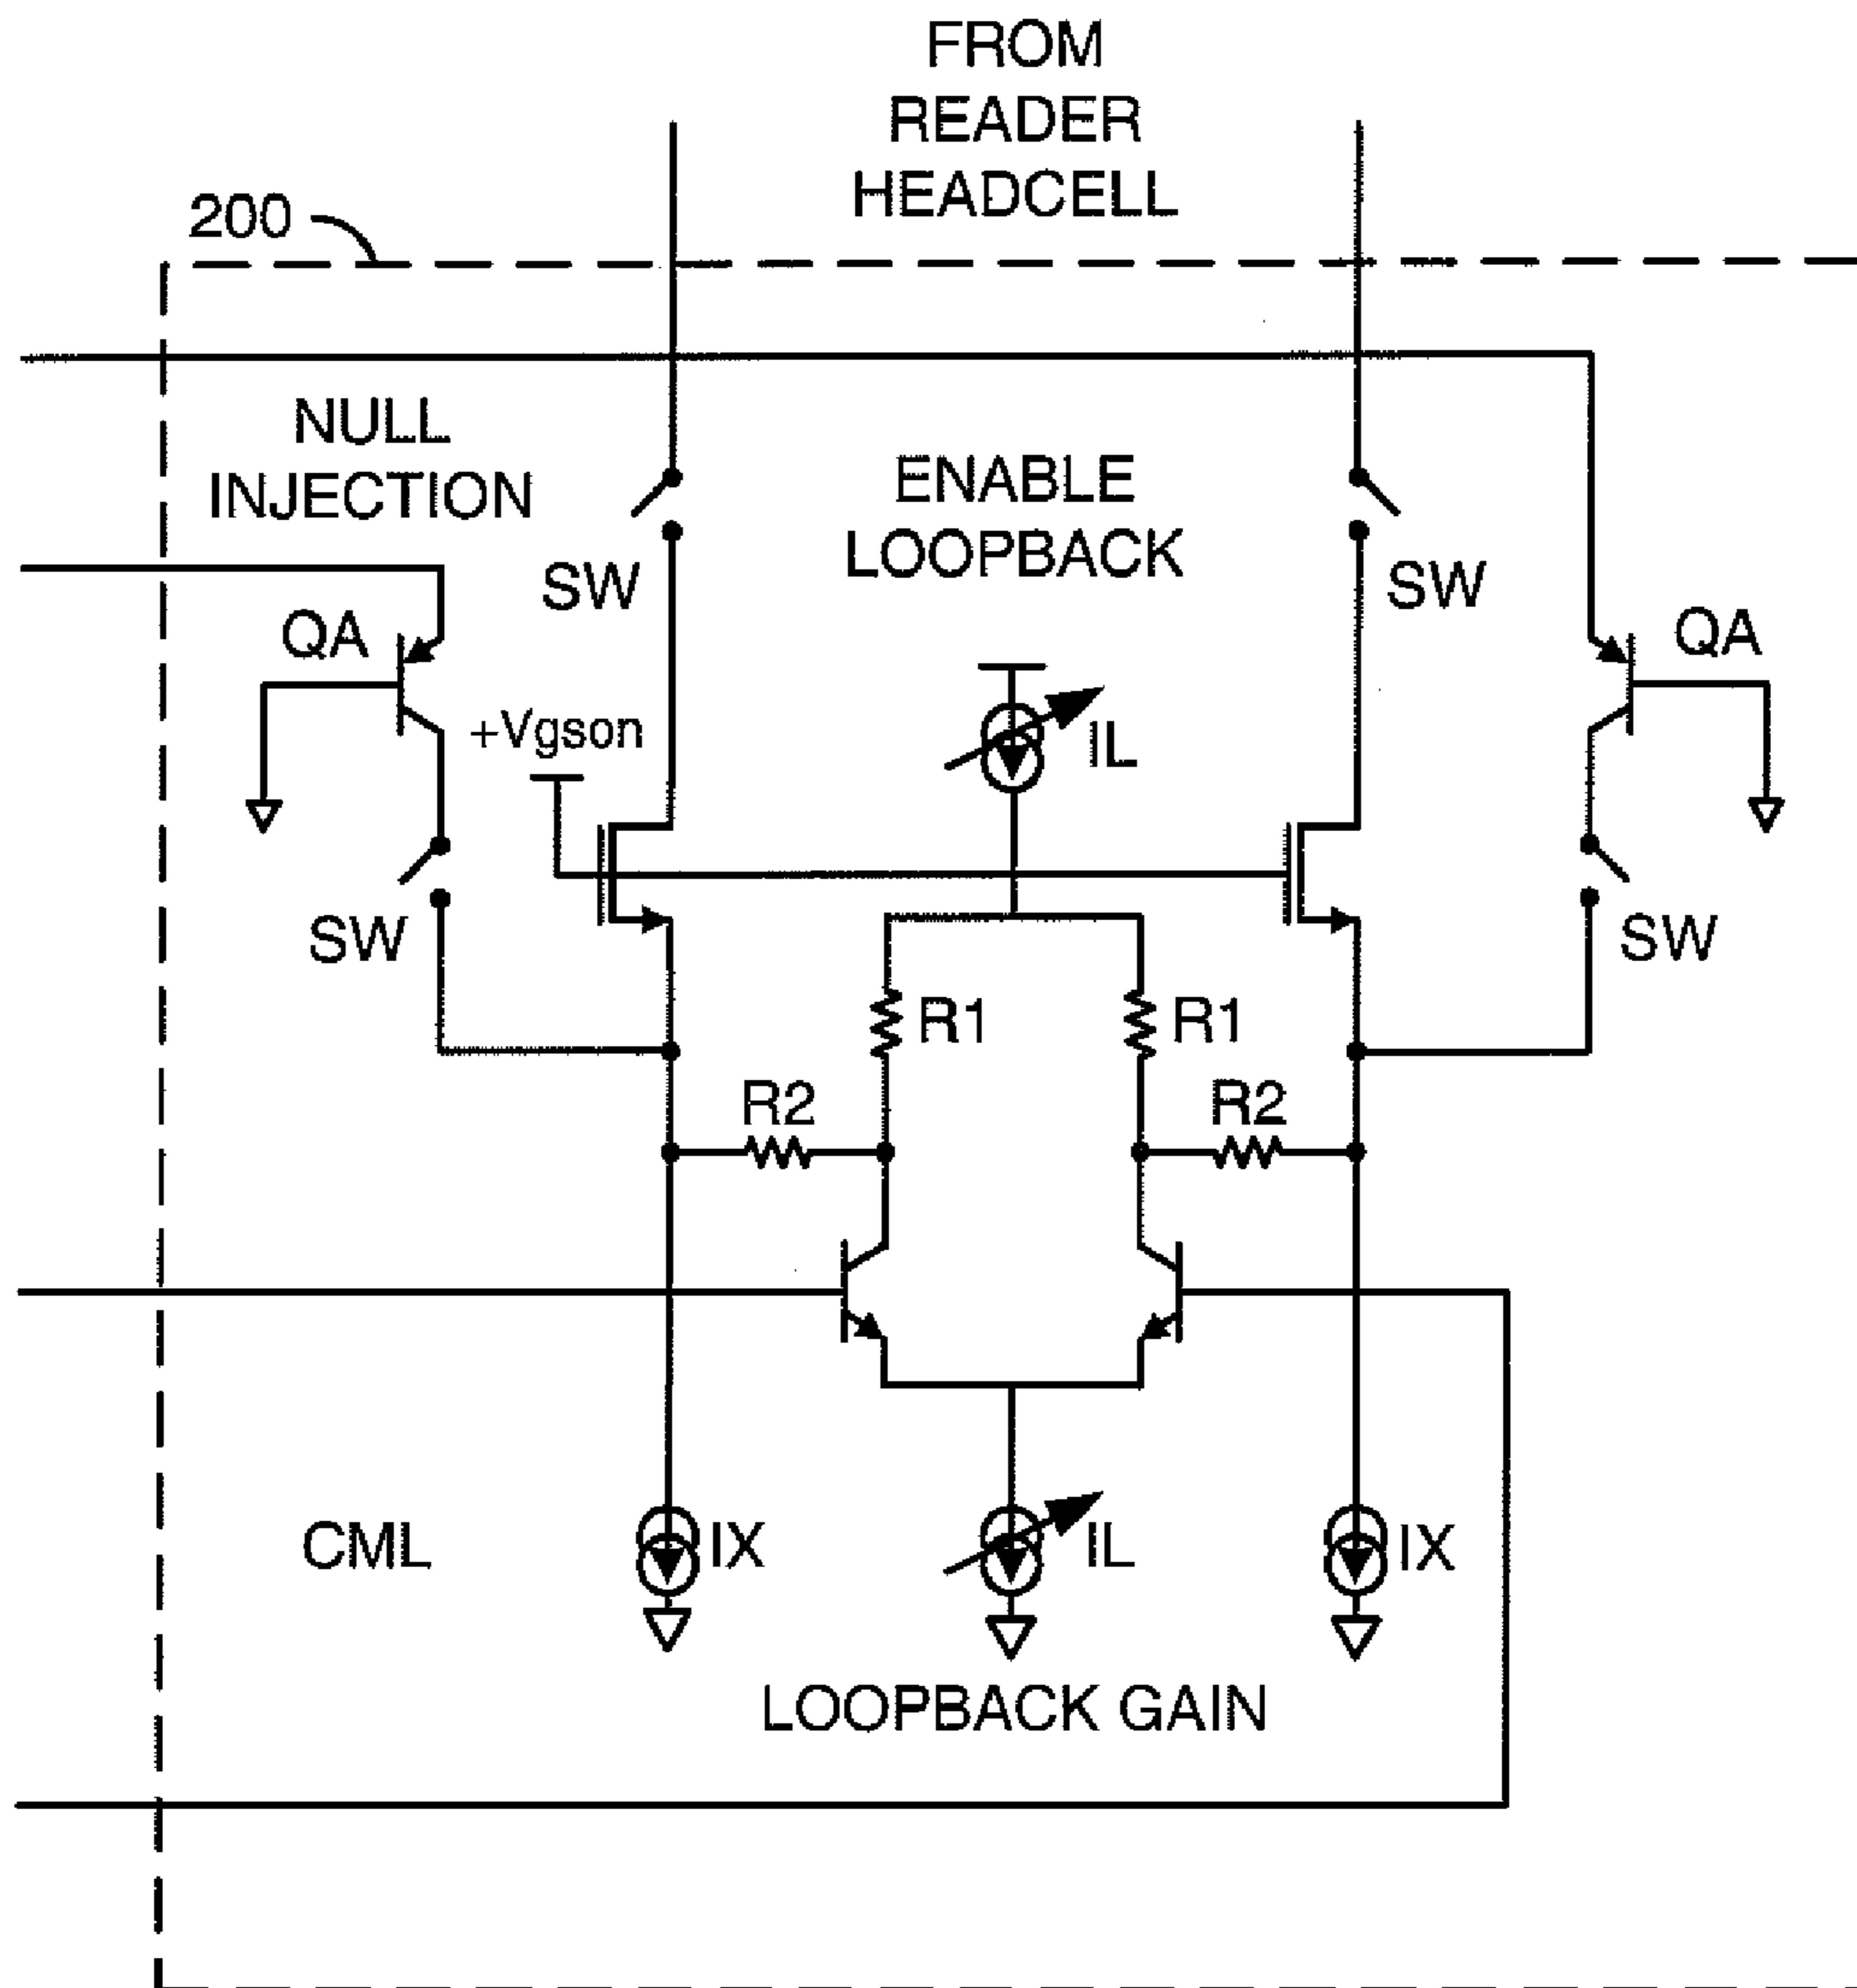 FROM
READER
HEADCELL
200
NULL
INJECTION
ENABLE
LOOPBACK
SW
SW
QA
QA
+Vgson
IL
SW
SW
R1
R1
R2
R2
CML
IX
IL
IX
LOOPBACK GAIN